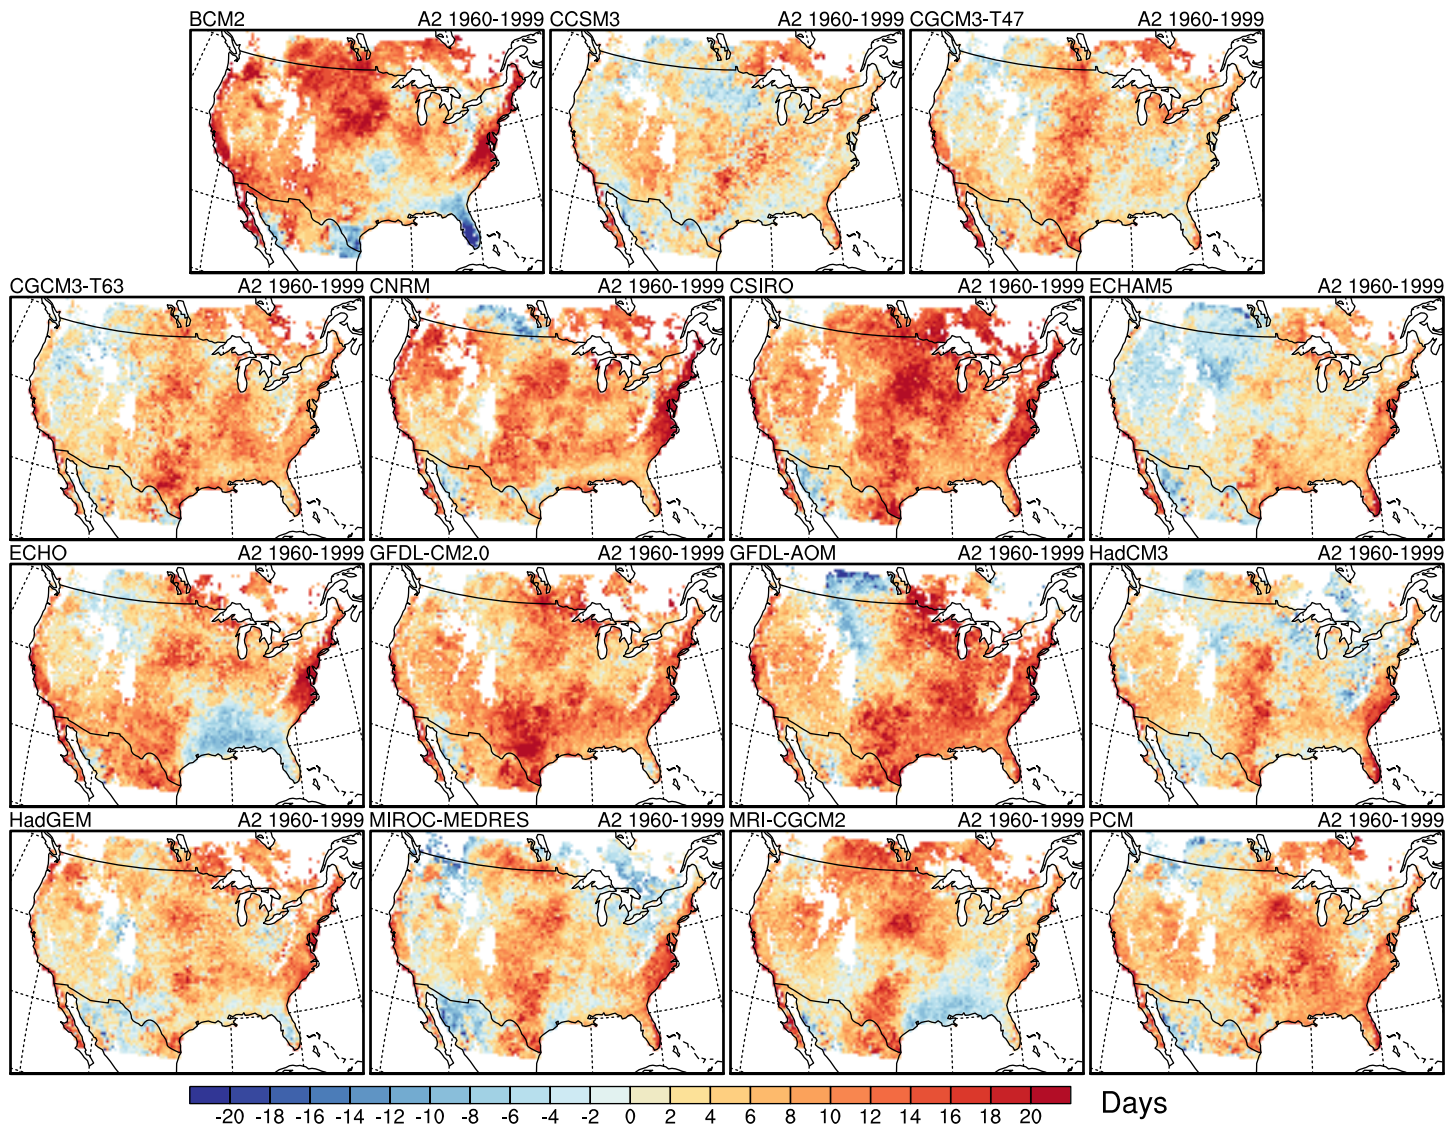 BCM2 A2 1960-1999 CCSM3 A2 1960-1999 CGCM3-T47 A2 1960-1999
CGCM3-T63 A2 1960-1999 CNRM A2 1960-1999 CSIRO A2 1960-1999 ECHAM5 A2 1960-1999
ECHO A2 1960-1999 GFDL-CM2.0 A2 1960-1999 GFDL-AOM A2 1960-1999 HadCM3 A2 1960-1999
HadGEM A2 1960-1999 MIROC-MEDRES A2 1960-1999 MRI-CGCM2 A2 1960-1999 PCM A2 1960-1999
-20 -18 -16 -14 -12 -10 -8 -6 -4 -2 0 2 4 6 8 10 12 14 16 18 20 Days